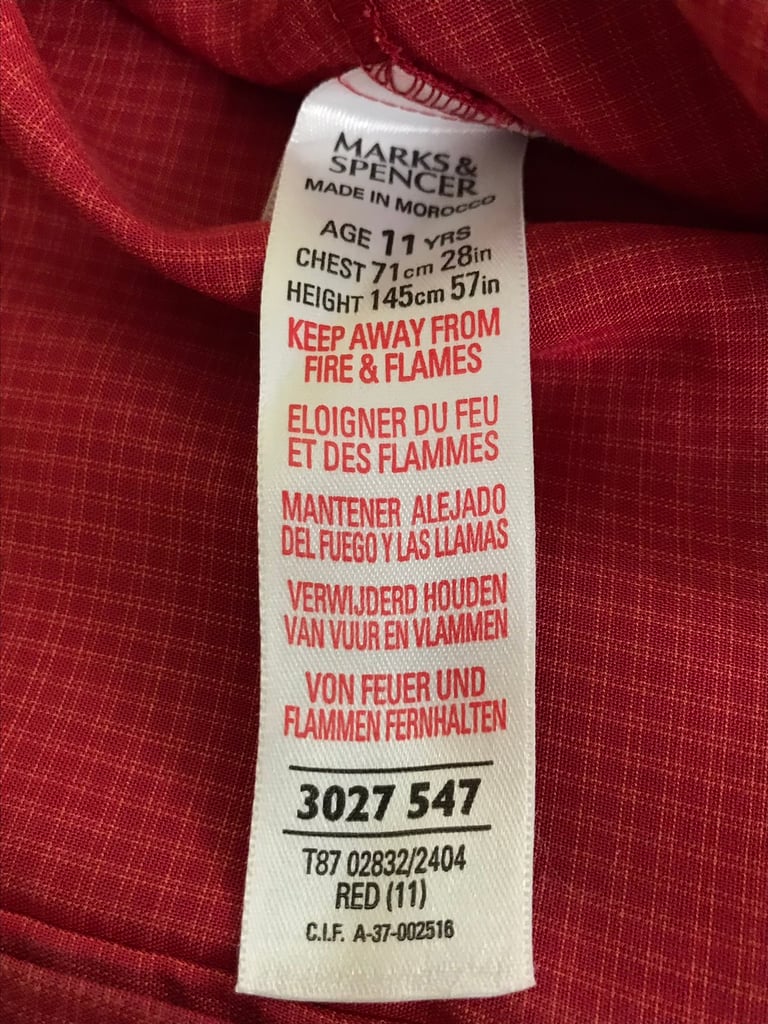 MARKS &
SPENCER
MADE IN MOROCCO
AGE 11 YRS
CHEST 71cm 28in
HEIGHT 145cm 57in
KEEP AWAY FROM
FIRE & FLAMES
ELOIGNER DU FEU
ET DES FLAMMES
MANTENER ALEJADO
DEL FUEGO Y LAS LLAMAS
VERWIJDERD HOUDEN
VAN VUUR EN VLAMMEN
VON FEUER UND
FLAMMEN FERNHALTEN
3027 547
T87 02832/2404
RED (11)
C.I.F. A-37-002516